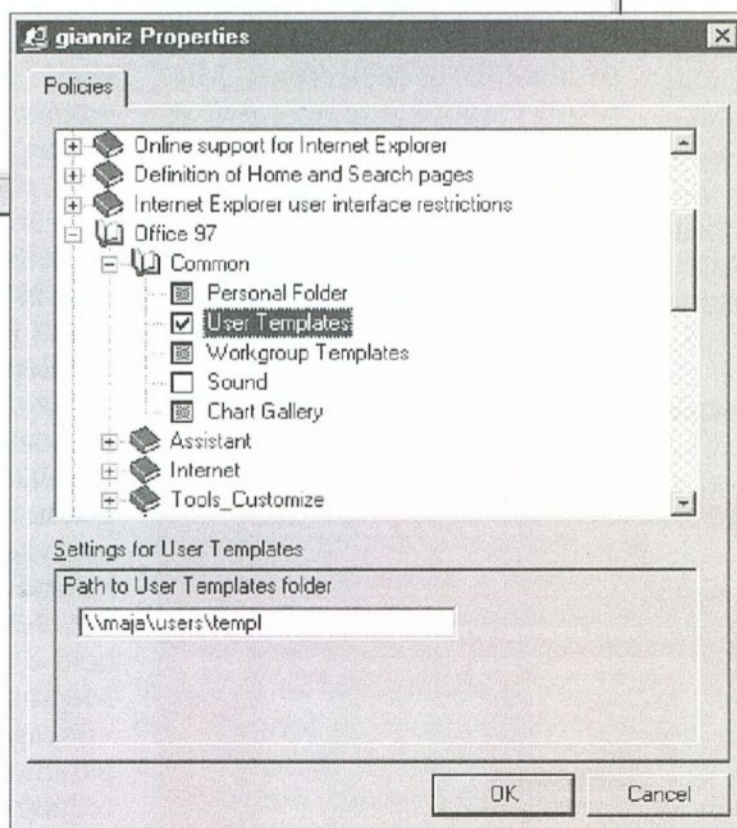 gianniz Properties
Policies
Online support for Internet Explorer
Definition of Home and Search pages
Internet Explorer user interface restrictions
Office 97
Common
Personal Folder
User Templates
Workgroup Templates
Sound
Chart Gallery
Assistant
Internet
Tools_Customize
Settings for User Templates
Path to User Templates folder
\\maja\users\templ
OK
Cancel